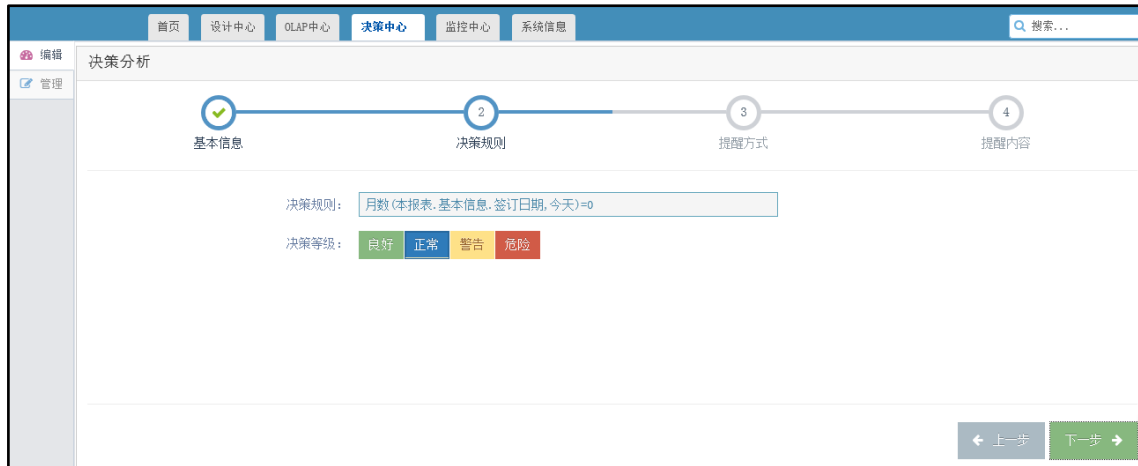 首页 设计中心 OLAP中心 决策中心 监控中心 系统信息 搜索...
编辑
管理
决策分析
2 3 4
基本信息 决策规则 提醒方式 提醒内容
决策规则: 月数(本报表.基本信息.签订日期,今天)=0
决策等级: 良好 正常 警告 危险
上一步 下一步